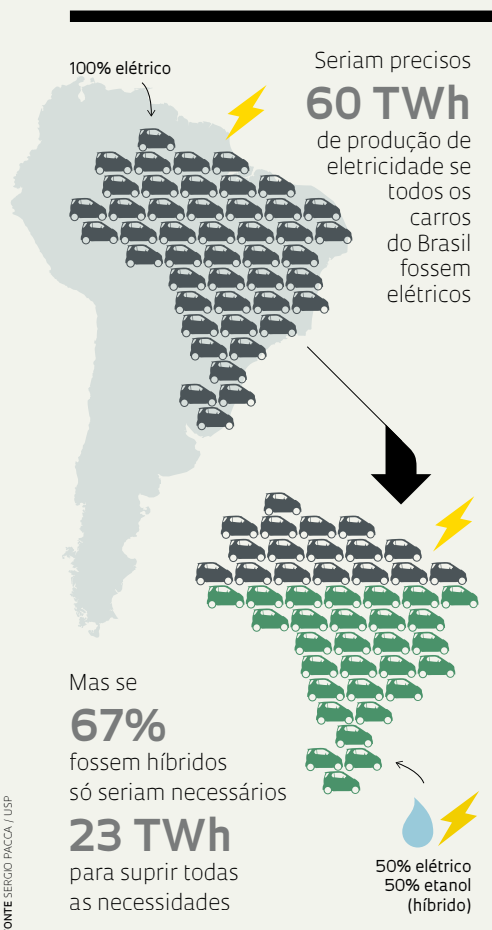 100% elétrico
Seriam precisos
60 TWh
de produção de
eletricidade se
todos os
carros
do Brasil
fossem
elétricos
Mas se
67%
fossem híbridos
só seriam necessários
23 TWh
para suprir todas
as necessidades
50% elétrico
50% etanol
(híbrido)
ONTE SERGIO PACCA / USP